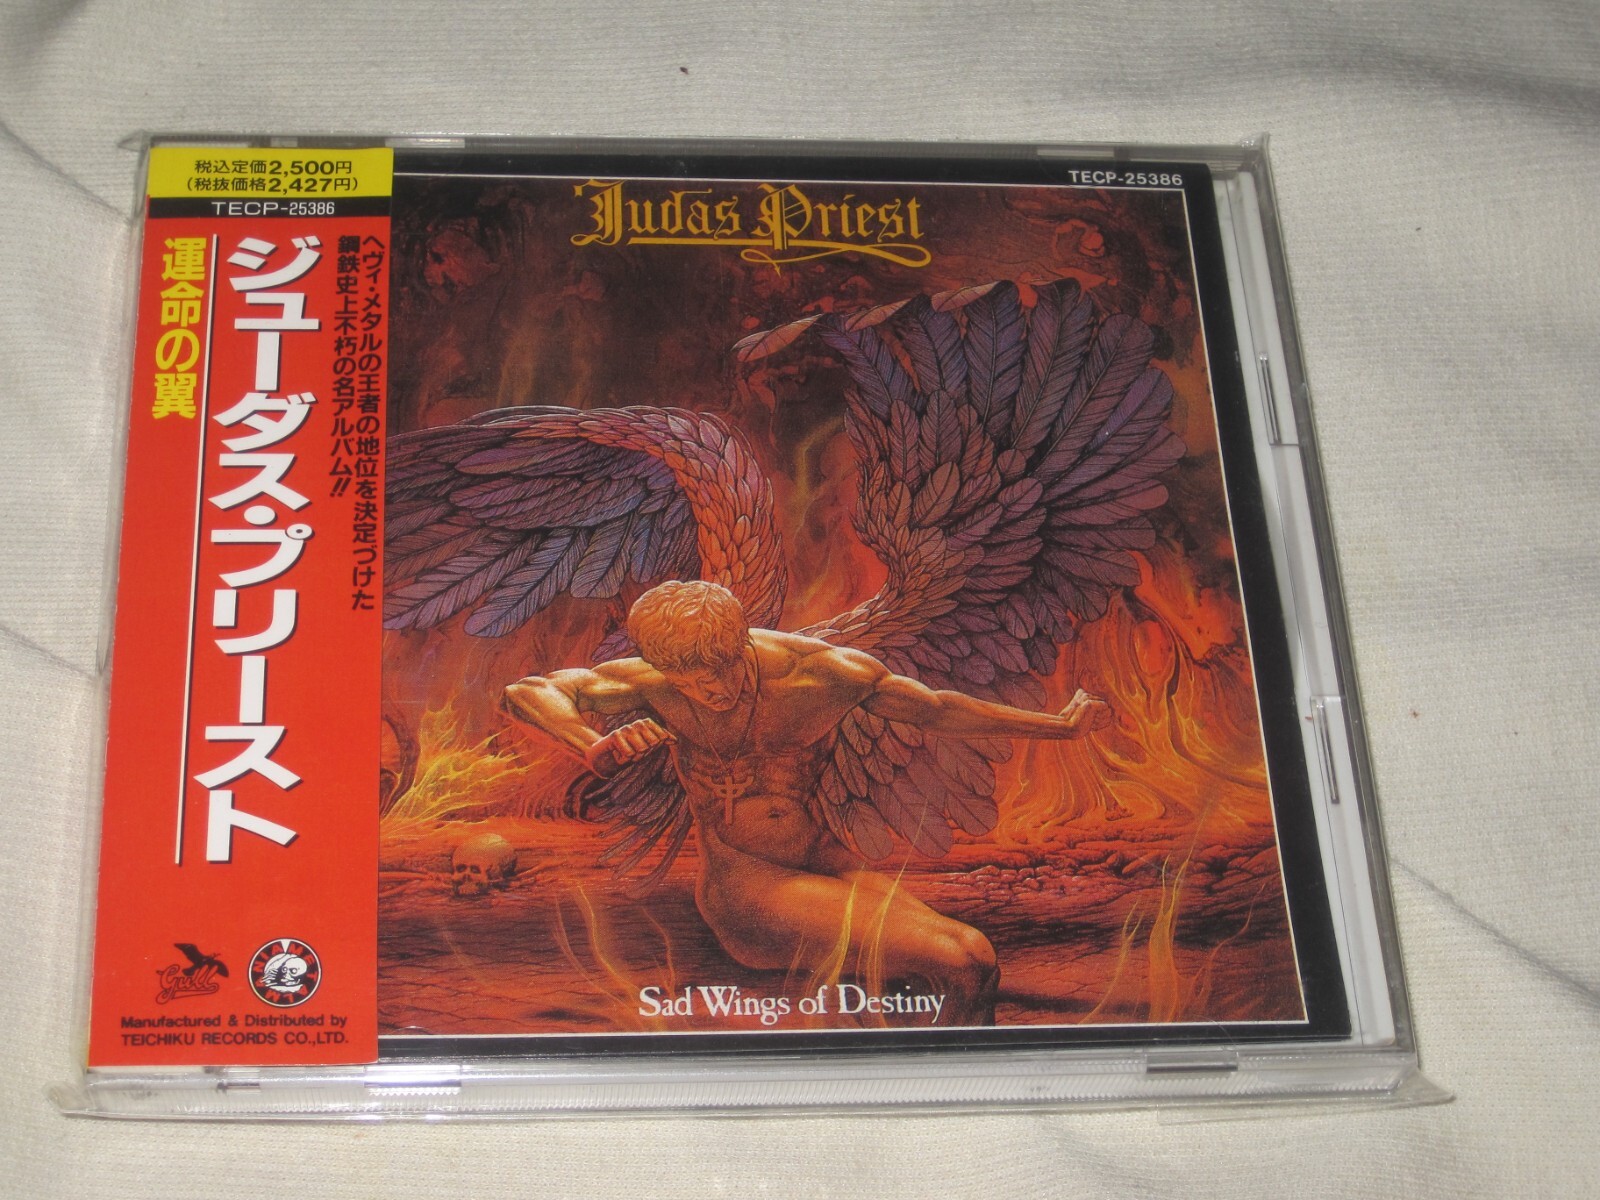 税込定価2,500円
(税抜価格2,427円)
TECP-25386
ヘヴィ・メタルの王者の地位を決定づけた
鋼鉄史上不朽の名アルバム!!
ジューダス・プリースト
運命の翼
Gull
METAL MANIA
Manufactured & Distributed by
TEICHIKU RECORDS CO.,LTD.
TECP-25386
Judas Priest
Sad Wings of Destiny